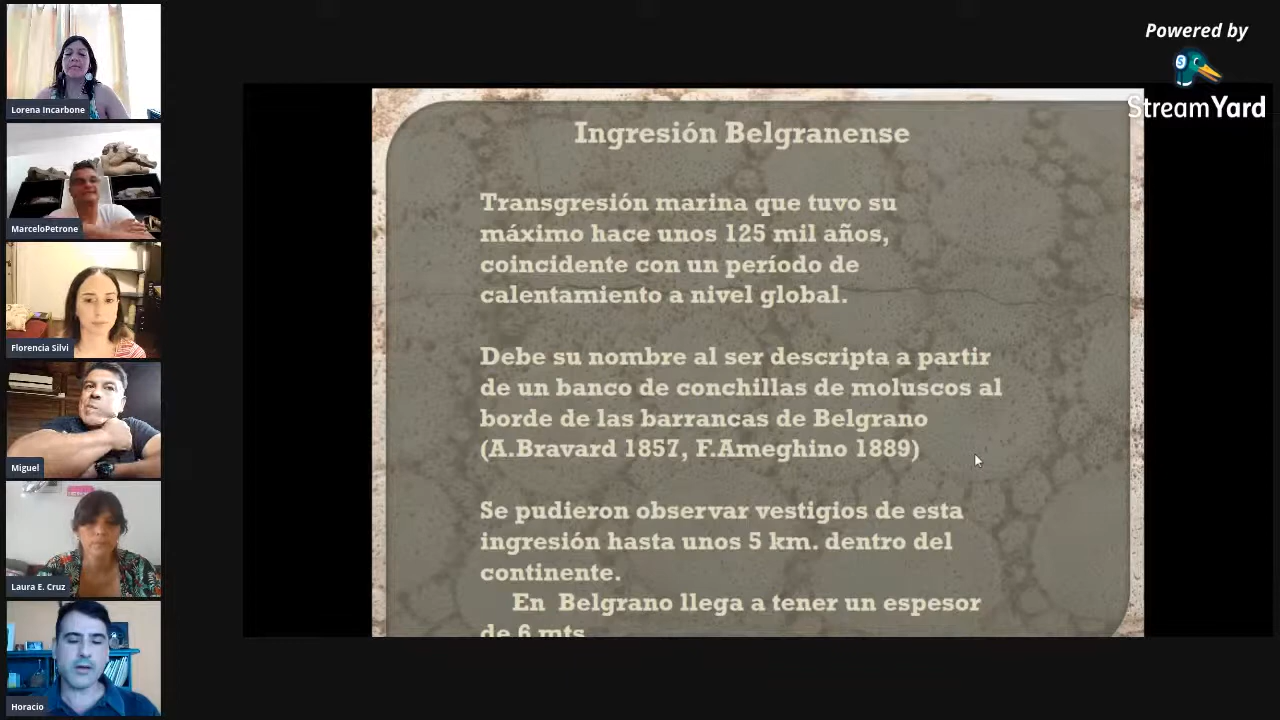 Lorena Incarbone
MarceloPetrone
Florencia Silvi
Miguel
Laura E. Cruz
Horacio
Ingresión Belgranense
Transgresión marina que tuvo su
máximo hace unos 125 mil años,
coincidente con un período de
calentamiento a nivel global.
Debe su nombre al ser descripta a partir
de un banco de conchillas de moluscos al
borde de las barrancas de Belgrano
(A.Bravard 1857, F.Ameghino 1889)
Se pudieron observar vestigios de esta
ingresión hasta unos 5 km. dentro del
continente.
En Belgrano llega a tener un espesor
de 6 mts
Powered by
S
StreamYard